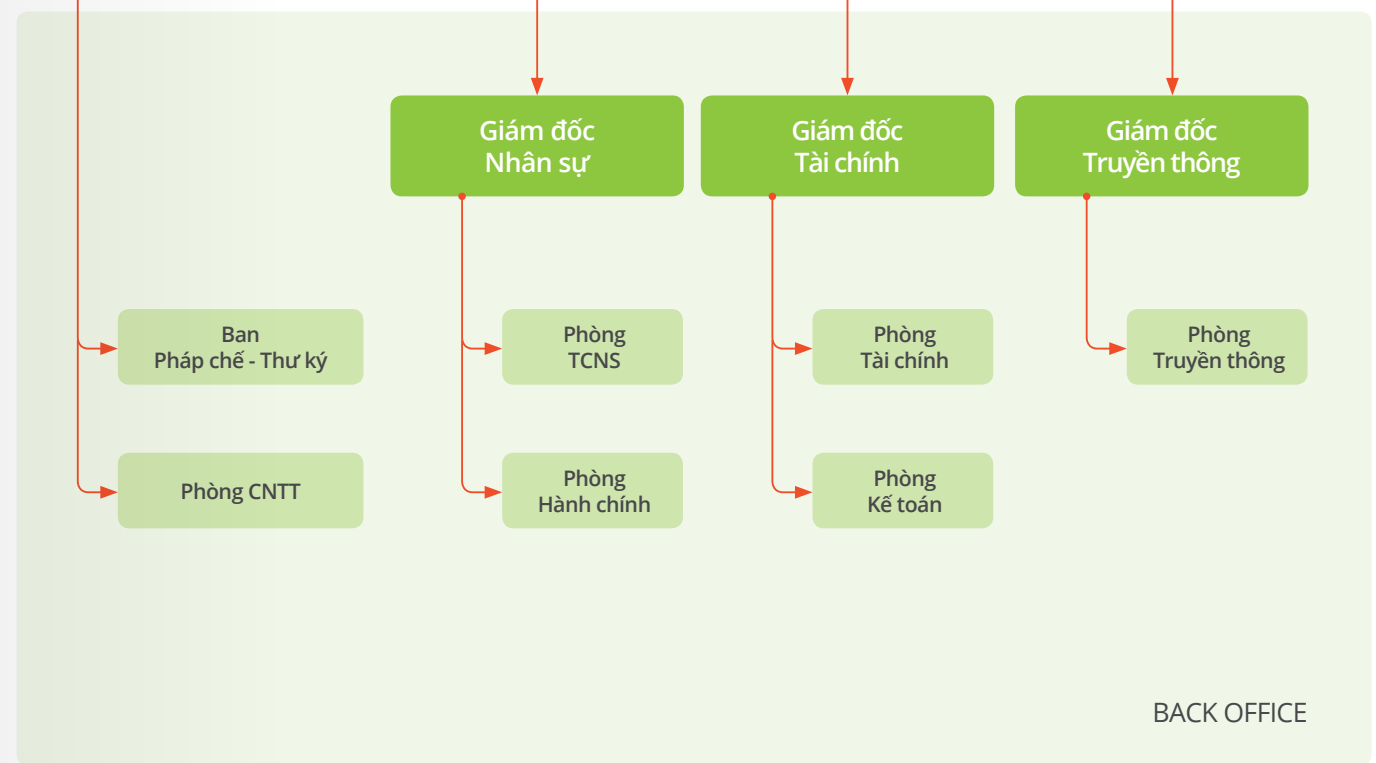 Giám đốc
Nhân sự
Giám đốc
Tài chính
Giám đốc
Truyền thông
Ban
Pháp chế - Thư ký
Phòng
TCNS
Phòng
Tài chính
Phòng
Truyền thông
Phòng CNTT
Phòng
Hành chính
Phòng
Kế toán
BACK OFFICE